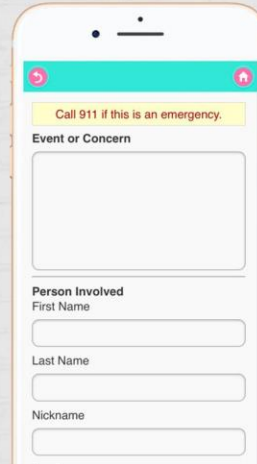 Call 911 if this is an emergency.
Event or Concern
Person Involved
First Name
Last Name
Nickname